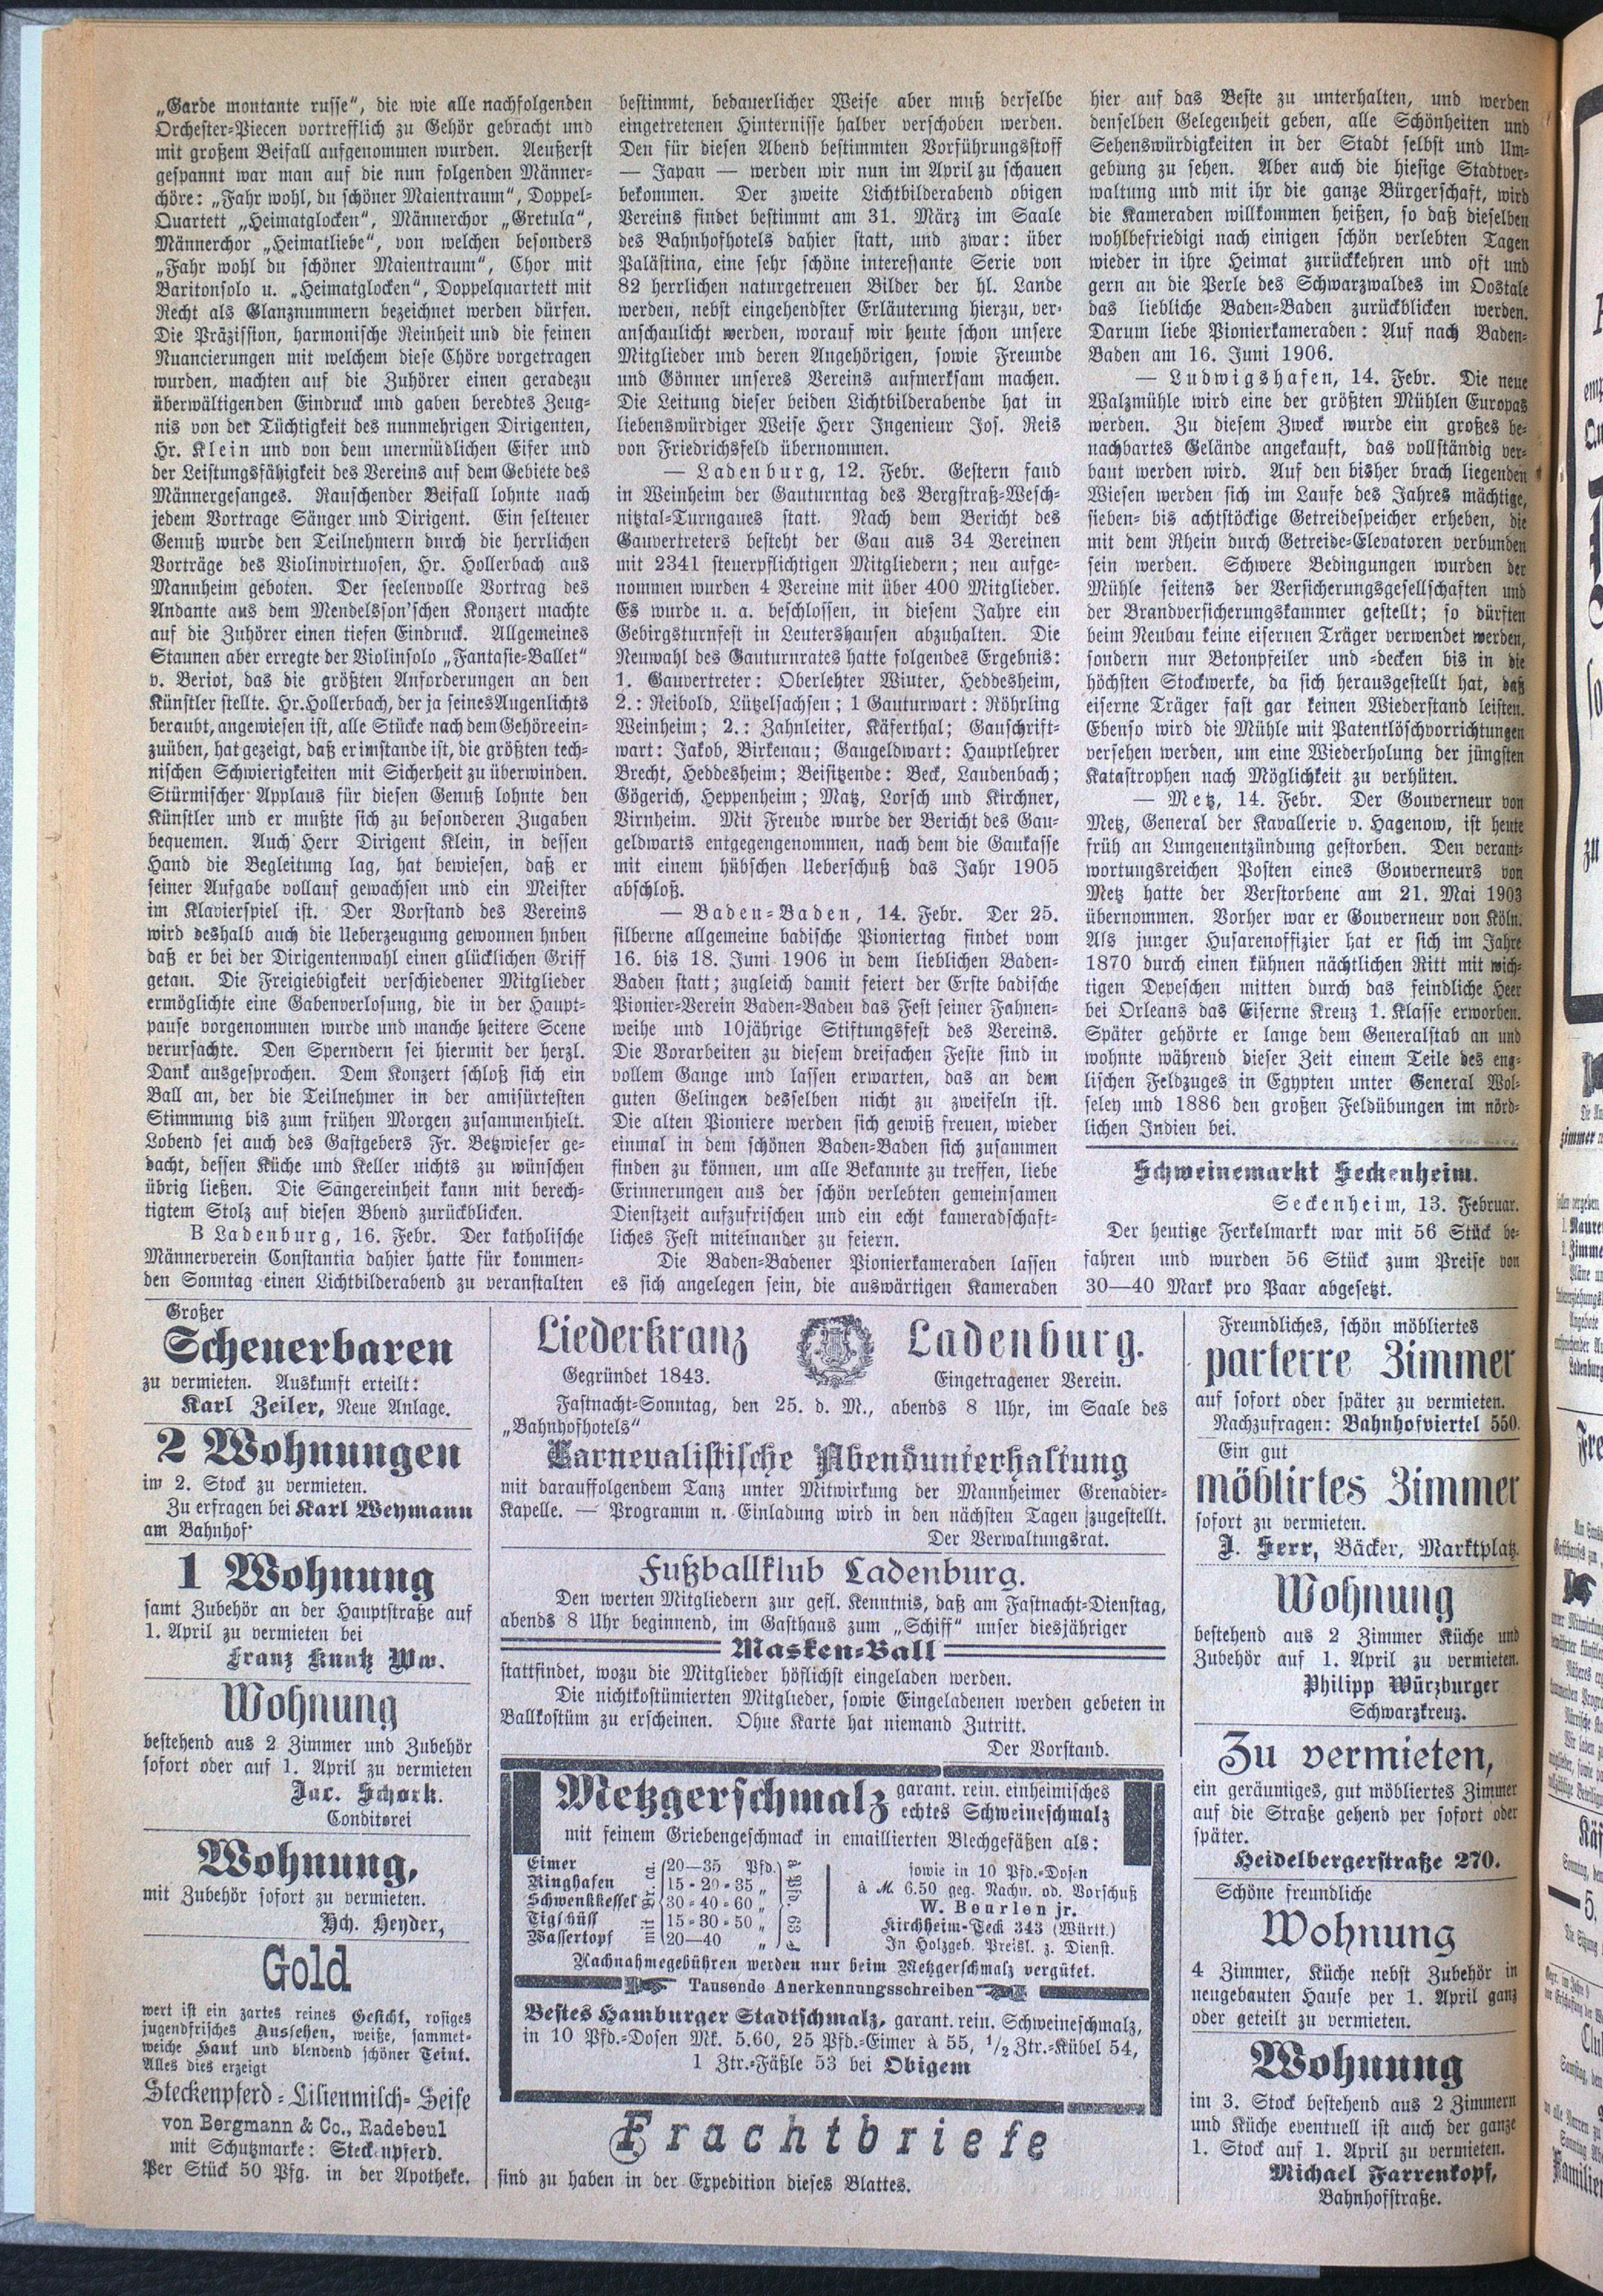 „Garde montante russe“, die wie alle nachfolgenden
Orchester-Piecen vortrefflich zu Gehör gebracht und
mit großem Beifall aufgenommen wurden. Aeußerst
gespannt war man auf die nun folgenden Männer-
chöre: „Fahr wohl, du schöner Maientraum“, Doppel-
Quartett „Heimatglocken“, Männerchor „Gretula“,
Männerchor „Heimatliebe“, von welchen besonders
„Fahr wohl du schöner Maientraum“, Chor mit
Baritonsolo u. „Heimatglocken“, Doppelquartett mit
Recht als Glanznummern bezeichnet werden dürfen.
Die Präzission, harmonische Reinheit und die feinen
Nuancierungen mit welchem diese Chöre vorgetragen
wurden, machten auf die Zuhörer einen geradezu
überwältigenden Eindruck und gaben beredtes Zeug-
nis von der Tüchtigkeit des nunmehrigen Dirigenten,
Hr. Klein und von dem unermüdlichen Eifer und
der Leistungsfähigkeit des Vereins auf dem Gebiete des
Männergesanges. Rauschender Beifall lohnte nach
jedem Vortrage Sänger und Dirigent. Ein seltener
Genuß wurde den Teilnehmern durch die herrlichen
Vorträge des Violinvirtuosen, Hr. Hollerbach aus
Mannheim geboten. Der seelenvolle Vortrag des
Andante aus dem Mendelsson'schen Konzert machte
auf die Zuhörer einen tiefen Eindruck. Allgemeines
Staunen aber erregte der Violinsolo „Fantasie-Ballet“
v. Beriot, das die größten Anforderungen an den
Künstler stellte. Hr. Hollerbach, der ja seines Augenlichts
beraubt, angewiesen ist, alle Stücke nach dem Gehöre ein-
zuüben, hat gezeigt, daß er imstande ist, die größten tech-
nischen Schwierigkeiten mit Sicherheit zu überwinden.
Stürmischer Applaus für diesen Genuß lohnte den
Künstler und er mußte sich zu besonderen Zugaben
bequemen. Auch Herr Dirigent Klein, in dessen
Hand die Begleitung lag, hat bewiesen, daß er
seiner Aufgabe vollauf gewachsen und ein Meister
im Klavierspiel ist. Der Vorstand des Vereins
wird deshalb auch die Ueberzeugung gewonnen hnben
daß er bei der Dirigentenwahl einen glücklichen Griff
getan. Die Freigiebigkeit verschiedener Mitglieder
ermöglichte eine Gabenverlosung, die in der Haupt-
pause vorgenommen wurde und manche heitere Scene
verursachte. Den Sperndern sei hiermit der herzl.
Dank ausgesprochen. Dem Konzert schloß sich ein
Ball an, der die Teilnehmer in der amisürtesten
Stimmung bis zum frühen Morgen zusammenhielt.
Lobend sei auch des Gastgebers Fr. Betzwieser ge-
dacht, dessen Küche und Keller nichts zu wünschen
übrig ließen. Die Sängereinheit kann mit berech-
tigtem Stolz auf diesen Bbend zurückblicken.
B Ladenburg, 16. Febr. Der katholische
Männerverein Constantia dahier hatte für kommen-
den Sonntag einen Lichtbilderabend zu veranstalten
bestimmt, bedauerlicher Weise aber muß derselbe
eingetretenen Hinternisse halber verschoben werden.
Den für diesen Abend bestimmten Vorführungsstoff
— Japan — werden wir nun im April zu schauen
bekommen. Der zweite Lichtbilderabend obigen
Vereins findet bestimmt am 31. März im Saale
des Bahnhofhotels dahier statt, und zwar: über
Palästina, eine sehr schöne interessante Serie von
82 herrlichen naturgetreuen Bilder der hl. Lande
werden, nebst eingehendster Erläuterung hierzu, ver-
anschaulicht werden, worauf wir heute schon unsere
Mitglieder und deren Angehörigen, sowie Freunde
und Gönner unseres Vereins aufmerksam machen.
Die Leitung dieser beiden Lichtbilderabende hat in
liebenswürdiger Weise Herr Ingenieur Jos. Reis
von Friedrichsfeld übernommen.
— Ladenburg, 12. Febr. Gestern fand
in Weinheim der Gauturntag des Bergstraß-Wesch-
nitztal-Turngaues statt. Nach dem Bericht des
Gauvertreters besteht der Gau aus 34 Vereinen
mit 2341 steuerpflichtigen Mitgliedern; neu aufge-
nommen wurden 4 Vereine mit über 400 Mitglieder.
Es wurde u. a. beschlossen, in diesem Jahre ein
Gebirgsturnfest in Leutershausen abzuhalten. Die
Neuwahl des Gauturnrates hatte folgendes Ergebnis:
1. Gauvertreter: Oberlehter Winter, Heddesheim,
2.: Reibold, Lützelsachsen; 1 Gauturwart: Röhrling
Weinheim; 2.: Zahnleiter, Käferthal; Gauschrift-
wart: Jakob, Birkenau; Gaugeldwart: Hauptlehrer
Brecht, Heddesheim; Beisitzende: Beck, Laudenbach;
Gögerich, Heppenheim; Matz, Lorsch und Kirchner,
Virnheim. Mit Freude wurde der Bericht des Gau-
geldwarts entgegengenommen, nach dem die Gaukasse
mit einem hübschen Ueberschuß das Jahr 1905
abschloß.
— Baden-Baden, 14. Febr. Der 25.
silberne allgemeine badische Pioniertag findet vom
16. bis 18. Juni 1906 in dem lieblichen Baden-
Baden statt; zugleich damit feiert der Erste badische
Pionier-Verein Baden-Baden das Fest seiner Fahnen-
weihe und 10jährige Stiftungsfest des Vereins.
Die Vorarbeiten zu diesem dreifachen Feste sind in
vollem Gange und lassen erwarten, das an dem
guten Gelingen desselben nicht zu zweifeln ist.
Die alten Pioniere werden sich gewiß freuen, wieder
einmal in dem schönen Baden-Baden sich zusammen
finden zu können, um alle Bekannte zu treffen, liebe
Erinnerungen aus der schön verlebten gemeinsamen
Dienstzeit aufzufrischen und ein echt kameradschaft-
liches Fest miteinander zu feiern.
Die Baden-Badener Pionierkameraden lassen
es sich angelegen sein, die auswärtigen Kameraden
hier auf das Beste zu unterhalten, und werden
denselben Gelegenheit geben, alle Schönheiten und
Sehenswürdigkeiten in der Stadt selbst und Um-
gebung zu sehen. Aber auch die hiesige Stadtver-
waltung und mit ihr die ganze Bürgerschaft, wird
die Kameraden willkommen heißen, so daß dieselben
wohlbefriedigi nach einigen schön verlebten Tagen
wieder in ihre Heimat zurückkehren und oft und
gern an die Perle des Schwarzwaldes im Oostale
das liebliche Baden-Baden zurückblicken werden.
Darum liebe Pionierkameraden: Auf nach Baden-
Baden am 16. Juni 1906.
— Ludwigshafen, 14. Febr. Die neue
Walzmühle wird eine der größten Mühlen Europas
werden. Zu diesem Zweck wurde ein großes be-
nachbartes Gelände angekauft, das vollständig ver-
baut werden wird. Auf den bisher brach liegenden
Wiesen werden sich im Laufe des Jahres mächtige,
sieben- bis achtstöckige Getreidespeicher erheben, die
mit dem Rhein durch Getreide-Elevatoren verbunden
sein werden. Schwere Bedingungen wurden der
Mühle seitens der Versicherungsgesellschaften und
der Brandversicherungskammer gestellt; so dürften
beim Neubau keine eisernen Träger verwendet werden,
sondern nur Betonpfeiler und -decken bis in die
höchsten Stockwerke, da sich herausgestellt hat, daß
eiserne Träger fast gar keinen Wiederstand leisten.
Ebenso wird die Mühle mit Patentlöschvorrichtungen
versehen werden, um eine Wiederholung der jüngsten
Katastrophen nach Möglichkeit zu verhüten.
— Metz, 14. Febr. Der Gouverneur von
Metz, General der Kavallerie v. Hagenow, ist heute
früh an Lungenentzündung gestorben. Den verant-
wortungsreichen Posten eines Gouverneurs von
Metz hatte der Verstorbene am 21. Mai 1903
übernommen. Vorher war er Gouverneur von Köln.
Als junger Husarenoffizier hat er sich im Jahre
1870 durch einen kühnen nächtlichen Ritt mit wich-
tigen Depeschen mitten durch das feindliche Heer
bei Orleans das Eiserne Kreuz 1. Klasse erworben.
Später gehörte er lange dem Generalstab an und
wohnte während dieser Zeit einem Teile des eng-
lischen Feldzuges in Egypten unter General Wol-
seley und 1886 den großen Feldübungen im nörd-
lichen Indien bei.
Schweinemarkt Seckenheim.
Seckenheim, 13. Februar.
Der heutige Ferkelmarkt war mit 56 Stück be-
fahren und wurden 56 Stück zum Preise von
30—40 Mark pro Paar abgesetzt.
Großer
Scheuerbaren
zu vermieten. Auskunft erteilt:
Karl Zeiler, Neue Anlage.
2 Wohnungen
im 2. Stock zu vermieten.
Zu erfragen bei Karl Weymann
am Bahnhof
1 Wohnung
samt Zubehör an der Hauptstraße auf
1. April zu vermieten bei
Franz Kuntz Ww.
Wohnung
bestehend aus 2 Zimmer und Zubehör
sofort oder auf 1. April zu vermieten
Jac. Schork.
Conditorei
Wohnung,
mit Zubehör sofort zu vermieten.
Hch. Heyder,
Gold
wert ist ein zartes reines Gesicht, rosiges
jugendfrisches Aussehen, weiße, sammet-
weiche Haut und blendend schöner Teint.
Alles dies erzeigt
Steckenpferd-Lilienmilch-Seife
von Bergmann & Co., Radebeul
mit Schutzmarke: Steckenpferd.
Per Stück 50 Pfg. in der Apotheke.
Liederkranz Ladenburg.
Gegründet 1843. Eingetragener Verein.
Fastnacht-Sonntag, den 25. d. M., abends 8 Uhr, im Saale des
„Bahnhofhotels“
Karnevalistische Abendunterhaltung
mit darauffolgendem Tanz unter Mitwirkung der Mannheimer Grenadier-
Kapelle. — Programm n. Einladung wird in den nächsten Tagen zugestellt.
Der Verwaltungsrat.
Fußballklub Ladenburg.
Den werten Mitgliedern zur gefl. Kenntnis, daß am Fastnacht-Dienstag,
abends 8 Uhr beginnend, im Gasthaus zum „Schiff“ unser diesjähriger
Masken-Ball
stattfindet, wozu die Mitglieder höflichst eingeladen werden.
Die nichtkostümierten Mitglieder, sowie Eingeladenen werden gebeten in
Ballkostüm zu erscheinen. Ohne Karte hat niemand Zutritt.
Der Vorstand.
Metzgerschmalz garant. rein. einheimisches
echtes Schweineschmalz
mit feinem Griebengeschmack in emaillierten Blechgefäßen als:
Eimer 20—35 Pfd.
Ringhafen 15-20-35 „
Schwenkkessel 30-40-60 „
Teigschüss 15-30-50 „
Wassertopf 20—40 „
sowie in 10 Pfd.-Dosen
à M. 6.50 geg. Nachn. od. Vorschuß
W. Beurlen jr.
Kirchheim-Teck 343 (Württ.)
In Holzgeb. Preisl. z. Dienst.
Nachnahmegebühren werden nur beim Metzgerschmalz vergütet.
Tausende Anerkennungsschreiben
Bestes Hamburger Stadtschmalz, garant. rein. Schweineschmalz,
in 10 Pfd.-Dosen Mk. 5.60, 25 Pfd.-Eimer à 55, 1/2 Ztr.-Kübel 54,
1 Ztr.-Fäßle 53 bei Obigem
Frachtbriefe
sind zu haben in der Expedition dieses Blattes.
Freundliches, schön möbliertes
parterre Zimmer
auf sofort oder später zu vermieten.
Nachzufragen: Bahnhofviertel 550.
Ein gut
möblirtes Zimmer
sofort zu vermieten.
J. Herr, Bäcker, Marktplatz.
Wohnung
bestehend aus 2 Zimmer Küche und
Zubehör auf 1. April zu vermieten.
Philipp Würzburger
Schwarzkreuz.
Zu vermieten,
ein geräumiges, gut möbliertes Zimmer
auf die Straße gehend per sofort oder
später.
Heidelbergerstraße 270.
Schöne freundliche
Wohnung
4 Zimmer, Küche nebst Zubehör in
neugebauten Hause per 1. April ganz
oder geteilt zu vermieten.
Wohnung
im 3. Stock bestehend aus 2 Zimmern
und Küche eventuell ist auch der ganze
1. Stock auf 1. April zu vermieten.
Michael Farrenkopf,
Bahnhofstraße.